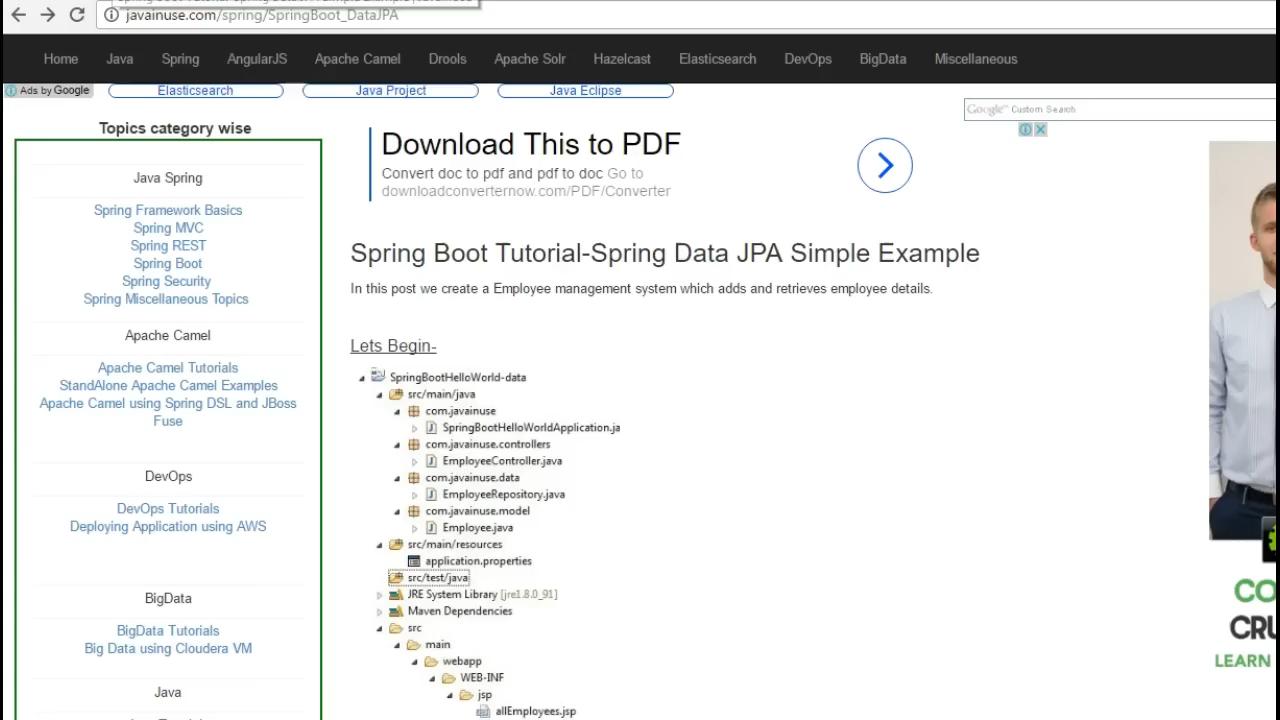 javainuse.com/spring/SpringBoot_DataJPA
Home Java Spring AngularJS Apache Camel Drools Apache Solr Hazelcast Elasticsearch DevOps BigData Miscellaneous
Ads by Google Elasticsearch Java Project Java Eclipse
Google™ Custom Search
Topics category wise
Java Spring
Spring Framework Basics
Spring MVC
Spring REST
Spring Boot
Spring Security
Spring Miscellaneous Topics
Apache Camel
Apache Camel Tutorials
StandAlone Apache Camel Examples
Apache Camel using Spring DSL and JBoss
Fuse
DevOps
DevOps Tutorials
Deploying Application using AWS
BigData
BigData Tutorials
Big Data using Cloudera VM
Java
Download This to PDF
Convert doc to pdf and pdf to doc Go to
downloadconverternow.com/PDF/Converter
Spring Boot Tutorial-Spring Data JPA Simple Example
In this post we create a Employee management system which adds and retrieves employee details.
Lets Begin-
SpringBootHelloWorld-data
src/main/java
com.javainuse
SpringBootHelloWorldApplication.ja
com.javainuse.controllers
EmployeeController.java
com.javainuse.data
EmployeeRepository.java
com.javainuse.model
Employee.java
src/main/resources
application.properties
src/test/java
JRE System Library [jre1.8.0_91]
Maven Dependencies
src
main
webapp
WEB-INF
jsp
allEmployees.jsp
CO
CRU
LEARN